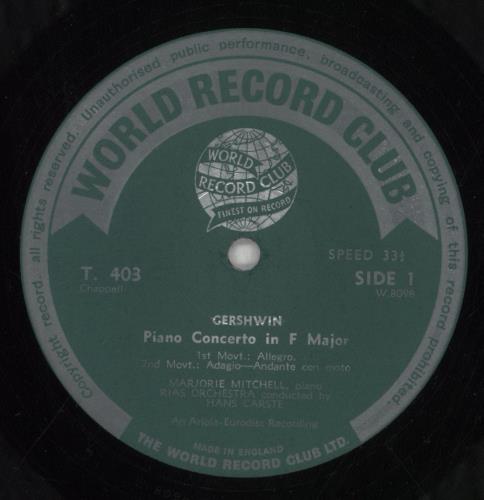 Copyright record. all rights reserved. Unauthorised public performance, broadcasting and copying of this record prohibited.
WORLD RECORD CLUB
WORLD
RECORD CLUB
FINEST ON RECORD
SPEED 33⅓
T. 403
SIDE 1
Chappell
W.8098
GERSHWIN
Piano Concerto in F Major
1st Movt.: Allegro.
2nd Movt.: Adagio—Andante con moto
MARJORIE MITCHELL, piano
RIAS ORCHESTRA conducted by
HANS CARSTE
An Ariola-Eurodisc Recording
MADE IN ENGLAND
THE WORLD RECORD CLUB LTD.